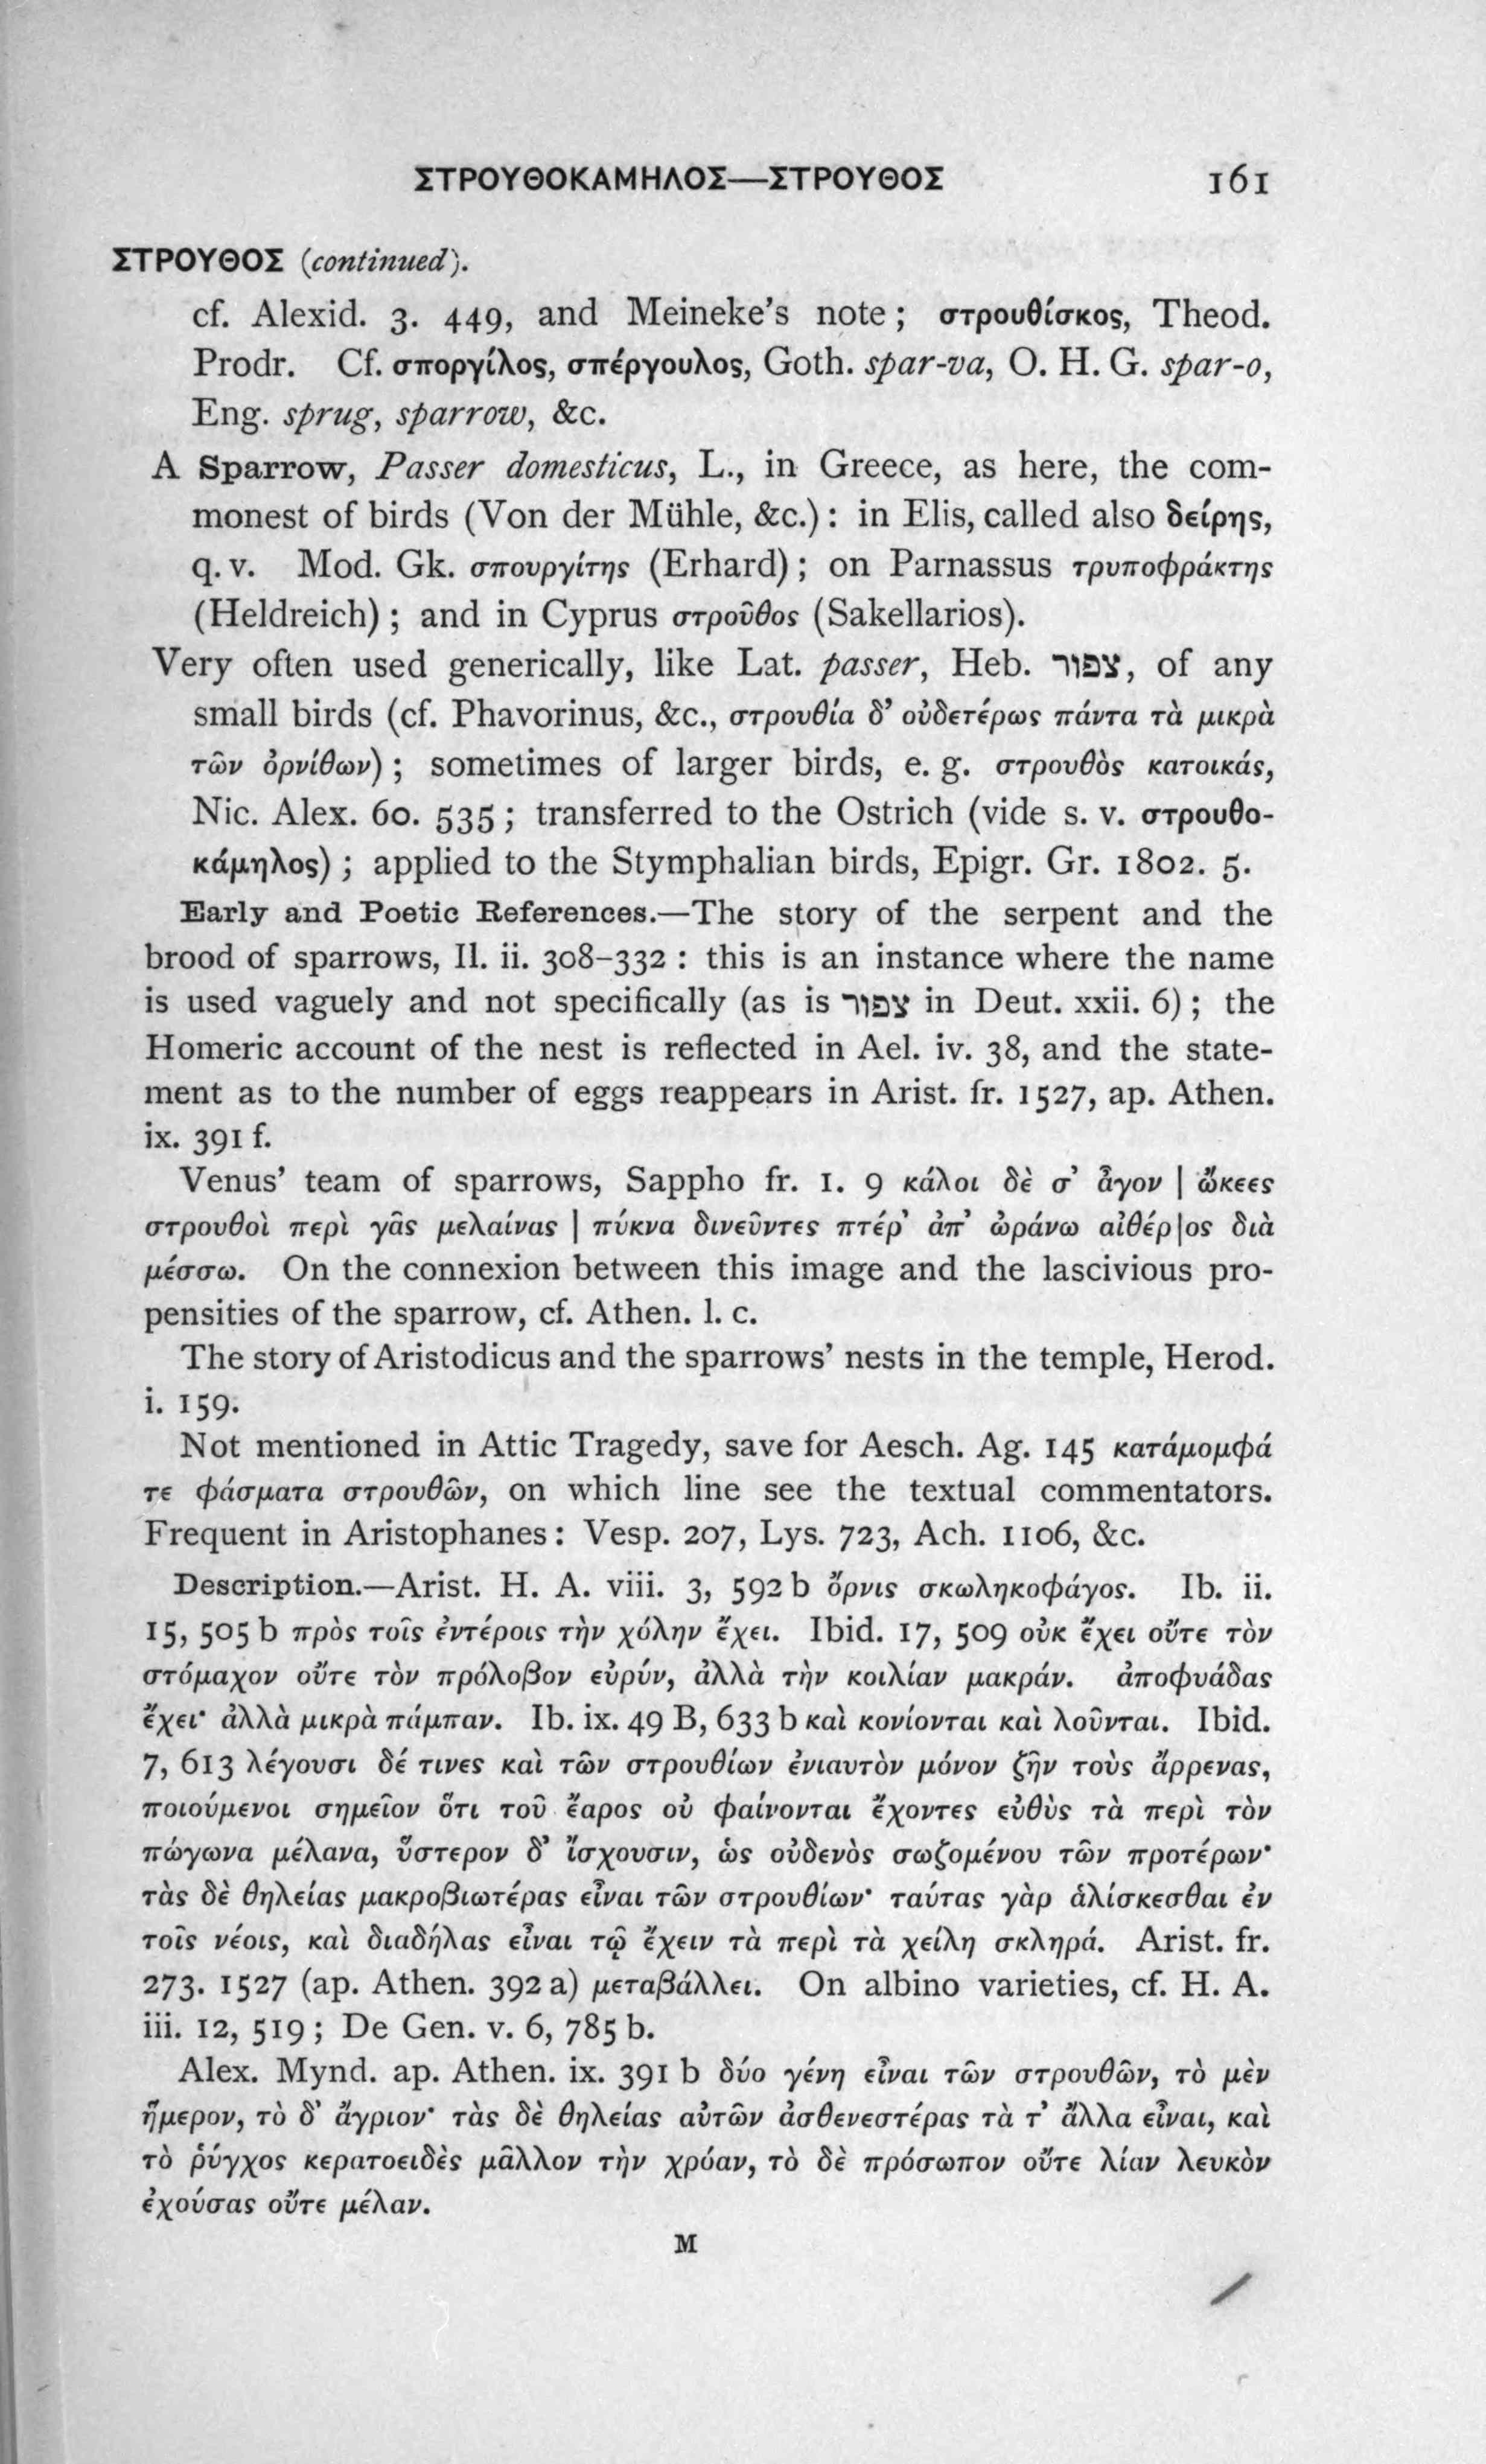 ΣΤΡΟΥΘΟΚΑΜΗΛΟΣ—ΣΤΡΟΥΘΟΣ 161
ΣΤΡΟΥΘΟΣ (continued).
cf. Alexid. 3. 449, and Meineke's note; στρουθίσκος, Theod.
Prodr. Cf. σποργίλος, σπέργουλος, Goth. spar-va, O. H. G. spar-o,
Eng. sprug, sparrow, &c.
A Sparrow, Passer domesticus, L., in Greece, as here, the com-
monest of birds (Von der Mühle, &c.): in Elis, called also δείρης,
q. v. Mod. Gk. σπουργίτης (Erhard); on Parnassus τρυποφράκτης
(Heldreich); and in Cyprus στροῦθος (Sakellarios).
Very often used generically, like Lat. passer, Heb. צפור, of any
small birds (cf. Phavorinus, &c., στρουθία δ' οὐδετέρως πάντα τὰ μικρὰ
τῶν ὀρνίθων); sometimes of larger birds, e. g. στρουθὸς κατοικάς,
Nic. Alex. 60. 535; transferred to the Ostrich (vide s. v. στρουθο-
κάμηλος); applied to the Stymphalian birds, Epigr. Gr. 1802. 5.
Early and Poetic References.—The story of the serpent and the
brood of sparrows, Il. ii. 308–332: this is an instance where the name
is used vaguely and not specifically (as is צפור in Deut. xxii. 6); the
Homeric account of the nest is reflected in Ael. iv. 38, and the state-
ment as to the number of eggs reappears in Arist. fr. 1527, ap. Athen.
ix. 391 f.
Venus' team of sparrows, Sappho fr. 1. 9 κάλοι δὲ σ' ἆγον | ὤκεες
στρουθοὶ περὶ γᾶς μελαίνας | πύκνα δινεῦντες πτέρ' ἀπ' ὠράνω αἰθέρ|ος διὰ
μέσσω. On the connexion between this image and the lascivious pro-
pensities of the sparrow, cf. Athen. l. c.
The story of Aristodicus and the sparrows' nests in the temple, Herod.
i. 159.
Not mentioned in Attic Tragedy, save for Aesch. Ag. 145 κατάμομφά
τε φάσματα στρουθῶν, on which line see the textual commentators.
Frequent in Aristophanes: Vesp. 207, Lys. 723, Ach. 1106, &c.
Description.—Arist. H. A. viii. 3, 592 b ὄρνις σκωληκοφάγος. Ib. ii.
15, 505 b πρὸς τοῖς ἐντέροις τὴν χόλην ἔχει. Ibid. 17, 509 οὐκ ἔχει οὔτε τὸν
στόμαχον οὔτε τὸν πρόλοβον εὐρύν, ἀλλὰ τὴν κοιλίαν μακράν. ἀποφυάδας
ἔχει· ἀλλὰ μικρὰ πάμπαν. Ib. ix. 49 B, 633 b καὶ κονίονται καὶ λοῦνται. Ibid.
7, 613 λέγουσι δέ τινες καὶ τῶν στρουθίων ἐνιαυτὸν μόνον ζῆν τοὺς ἄρρενας,
ποιούμενοι σημεῖον ὅτι τοῦ ἔαρος οὐ φαίνονται ἔχοντες εὐθὺς τὰ περὶ τὸν
πώγωνα μέλανα, ὕστερον δ' ἴσχουσιν, ὡς οὐδενὸς σωζομένου τῶν προτέρων·
τὰς δὲ θηλείας μακροβιωτέρας εἶναι τῶν στρουθίων· ταύτας γὰρ ἁλίσκεσθαι ἐν
τοῖς νέοις, καὶ διαδήλας εἶναι τῷ ἔχειν τὰ περὶ τὰ χείλη σκληρά. Arist. fr.
273. 1527 (ap. Athen. 392 a) μεταβάλλει. On albino varieties, cf. H. A.
iii. 12, 519; De Gen. v. 6, 785 b.
Alex. Mynd. ap. Athen. ix. 391 b δύο γένη εἶναι τῶν στρουθῶν, τὸ μὲν
ἥμερον, τὸ δ' ἄγριον· τὰς δὲ θηλείας αὐτῶν ἀσθενεστέρας τὰ τ' ἄλλα εἶναι, καὶ
τὸ ῥύγχος κερατοειδὲς μᾶλλον τὴν χρόαν, τὸ δὲ πρόσωπον οὔτε λίαν λευκὸν
ἐχούσας οὔτε μέλαν.
M